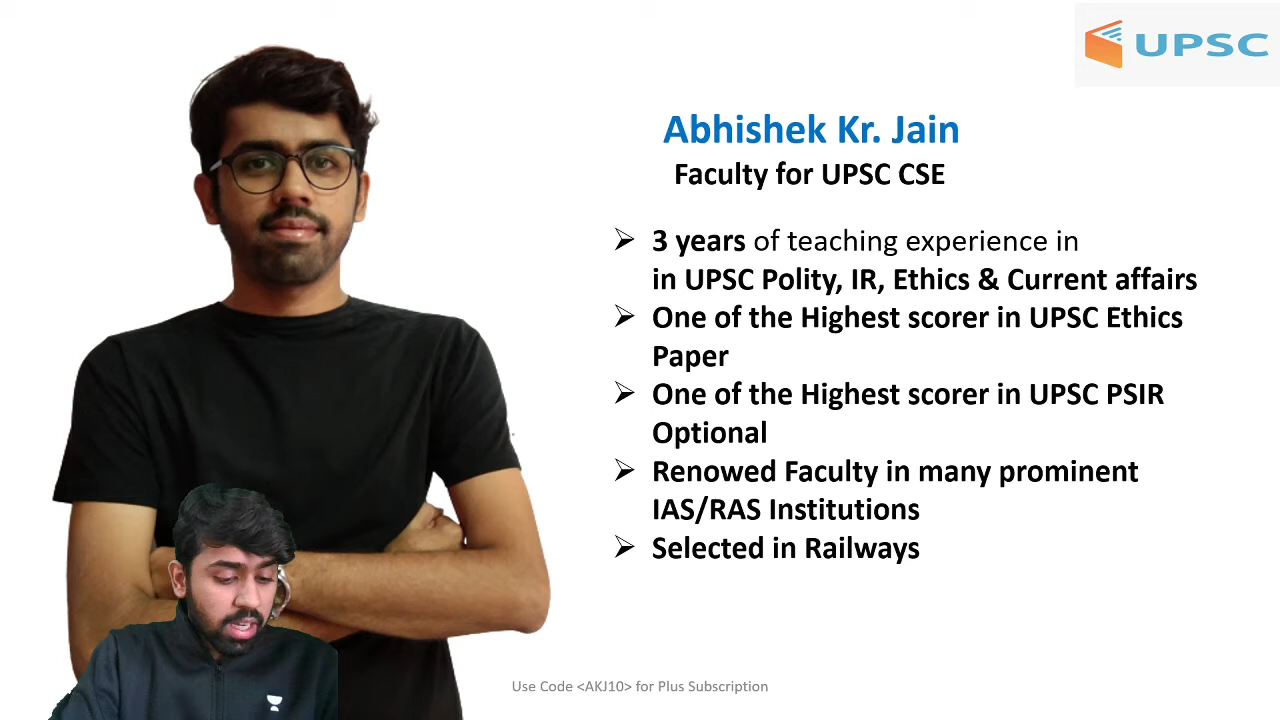 UPSC
Abhishek Kr. Jain
Faculty for UPSC CSE
➢ 3 years of teaching experience in
in UPSC Polity, IR, Ethics & Current affairs
➢ One of the Highest scorer in UPSC Ethics
Paper
➢ One of the Highest scorer in UPSC PSIR
Optional
➢ Renowed Faculty in many prominent
IAS/RAS Institutions
➢ Selected in Railways
Use Code <AKJ10> for Plus Subscription